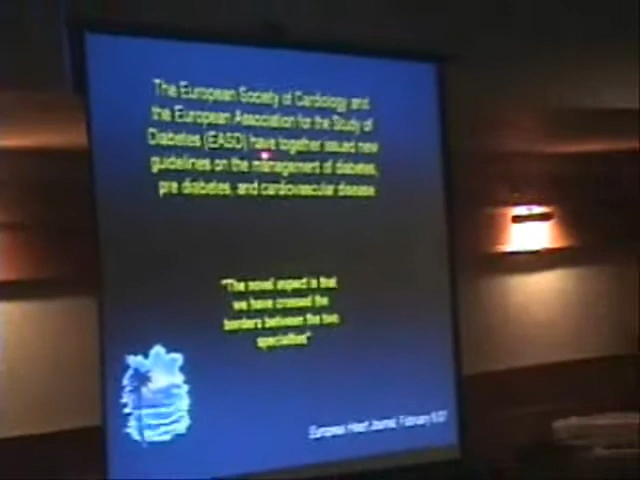 The European Society of Cardiology and
the European Association for the Study of
Diabetes (EASD) have together issued new
guidelines on the management of diabetes,
pre diabetes, and cardiovascular disease
"The novel aspect is that
we have crossed the
borders between the two
specialties"
European Heart Journal February 6/07